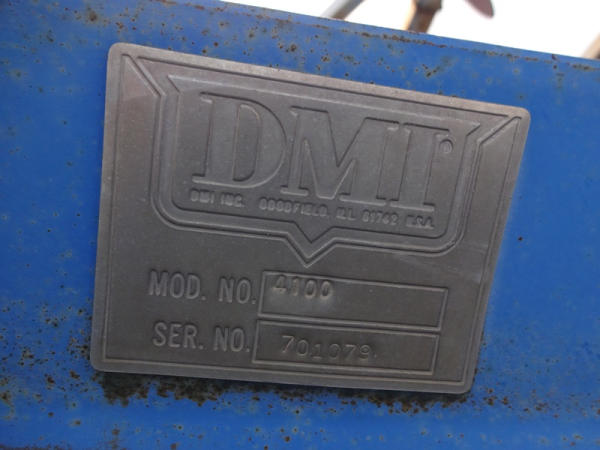 DMI®
DMI INC. GOODFIELD, ILL. 61742 U.S.A.
MOD. NO. 4100
SER. NO. 701079